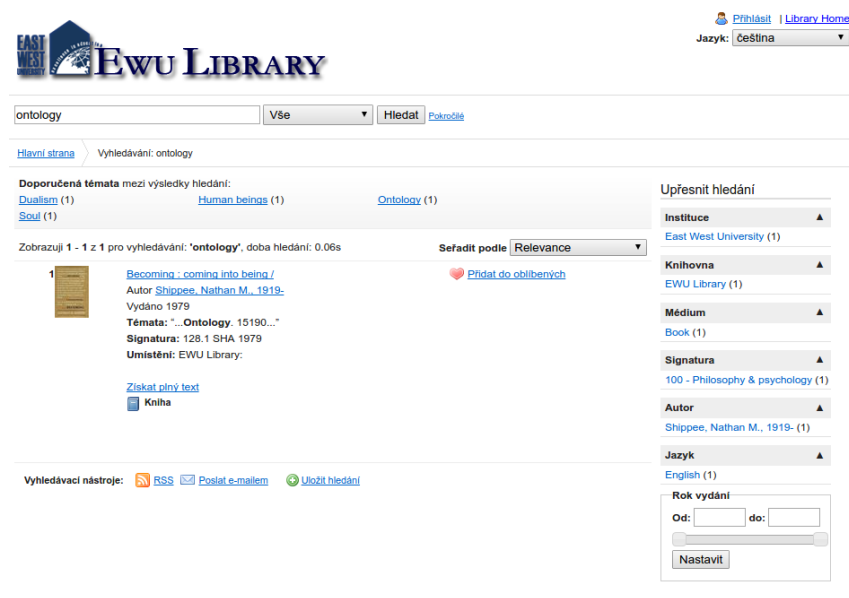 Přihlásit | Library Home
Jazyk: čeština
EAST
WEST
UNIVERSITY
EWU LIBRARY
ontology Vše Hledat Pokročilé
Hlavní strana Vyhledávání: ontology
Doporučená témata mezi výsledky hledání:
Dualism (1) Human beings (1) Ontology (1)
Soul (1)
Zobrazuji 1 - 1 z 1 pro vyhledávání: 'ontology', doba hledání: 0.06s Seřadit podle Relevance
1 Becoming : coming into being / Přidat do oblíbených
Autor Shippee, Nathan M., 1919-
Vydáno 1979
Témata: "...Ontology. 15190..."
Signatura: 128.1 SHA 1979
Umístění: EWU Library:
Získat plný text
Kniha
Vyhledávací nástroje: RSS Poslat e-mailem Uložit hledání
Upřesnit hledání
Instituce
East West University (1)
Knihovna
EWU Library (1)
Médium
Book (1)
Signatura
100 - Philosophy & psychology (1)
Autor
Shippee, Nathan M., 1919- (1)
Jazyk
English (1)
Rok vydání
Od: do:
Nastavit